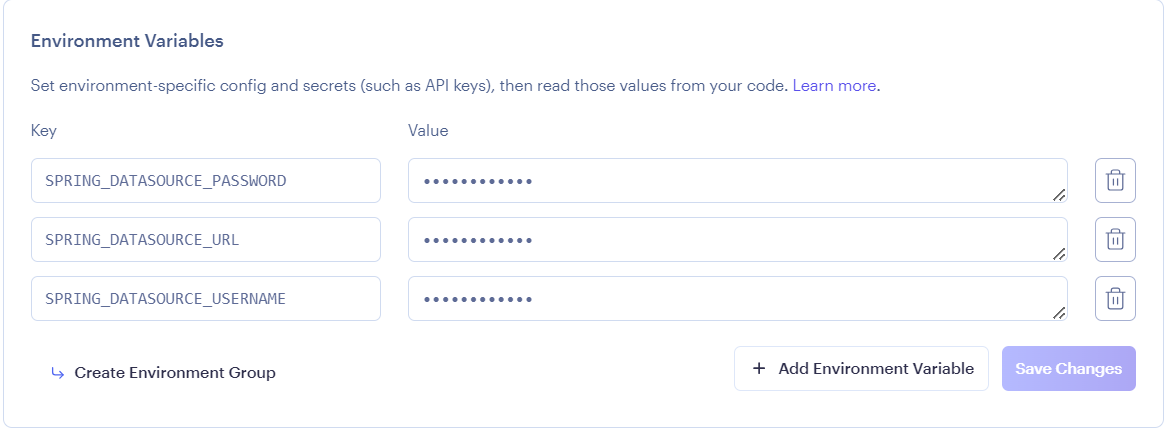 Environment Variables
Set environment-specific config and secrets (such as API keys), then read those values from your code. Learn more.
Key Value
SPRING_DATASOURCE_PASSWORD ••••••••••••
SPRING_DATASOURCE_URL ••••••••••••
SPRING_DATASOURCE_USERNAME ••••••••••••
Create Environment Group + Add Environment Variable Save Changes